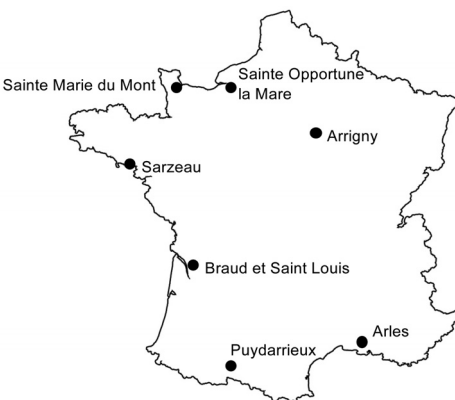 Sainte Opportune
la Mare
Sainte Marie du Mont
Arrigny
Sarzeau
Braud et Saint Louis
Arles
Puydarrieux